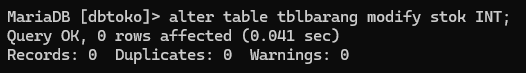 MariaDB [dbtoko]> alter table tblbarang modify stok INT;
Query OK, 0 rows affected (0.041 sec)
Records: 0  Duplicates: 0  Warnings: 0